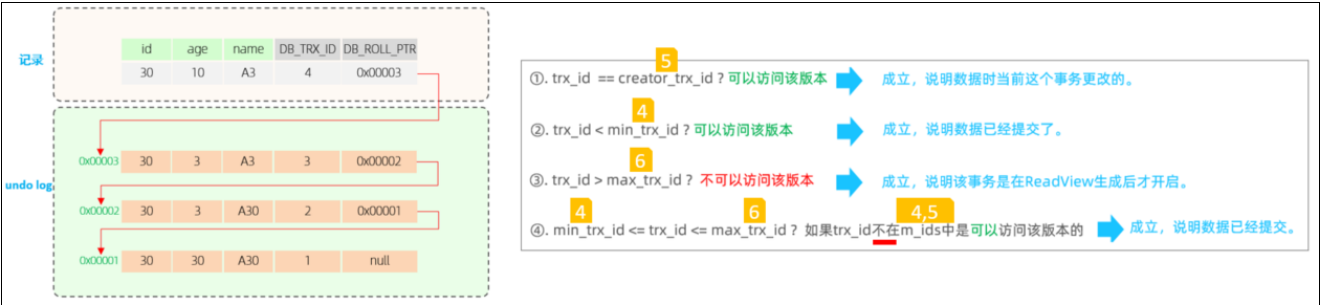 记录
id age name DB_TRX_ID DB_ROLL_PTR
30 10 A3 4 0x00003
undo log
0x00003 30 3 A3 3 0x00002
0x00002 30 3 A30 2 0x00001
0x00001 30 30 A30 1 null
5
①. trx_id == creator_trx_id ? 可以访问该版本 成立，说明数据时当前这个事务更改的。
4
②. trx_id < min_trx_id ? 可以访问该版本 成立，说明数据已经提交了。
6
③. trx_id > max_trx_id ? 不可以访问该版本 成立，说明该事务是在ReadView生成后才开启。
4 6 4,5
④. min_trx_id <= trx_id <= max_trx_id ? 如果trx_id不在m_ids中是可以访问该版本的 成立，说明数据已经提交。